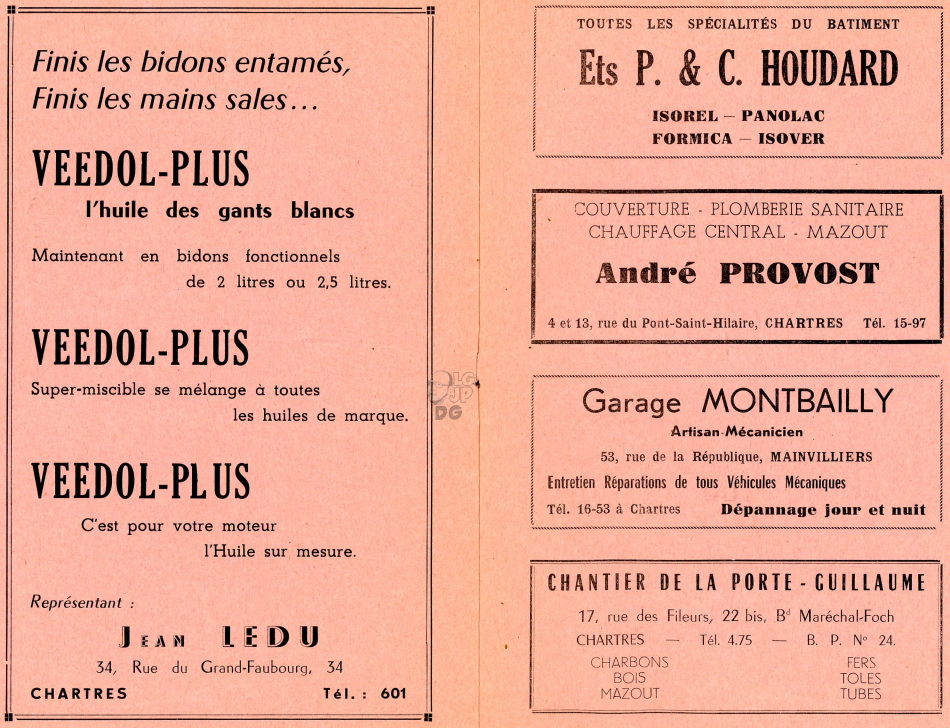 Finis les bidons entamés,
Finis les mains sales...
VEEDOL-PLUS
l'huile des gants blancs
Maintenant en bidons fonctionnels
de 2 litres ou 2,5 litres.
VEEDOL-PLUS
Super-miscible se mélange à toutes
les huiles de marque.
VEEDOL-PLUS
C'est pour votre moteur
l'Huile sur mesure.
Représentant :
JEAN LEDU
34, Rue du Grand-Faubourg, 34
CHARTRES Tél. : 601
TOUTES LES SPÉCIALITÉS DU BATIMENT
Ets P. & C. HOUDARD
ISOREL — PANOLAC
FORMICA — ISOVER
COUVERTURE - PLOMBERIE SANITAIRE
CHAUFFAGE CENTRAL - MAZOUT
André PROVOST
4 et 13, rue du Pont-Saint-Hilaire, CHARTRES Tél. 15-97
Garage MONTBAILLY
Artisan-Mécanicien
53, rue de la République, MAINVILLIERS
Entretien Réparations de tous Véhicules Mécaniques
Tél. 16-53 à Chartres Dépannage jour et nuit
CHANTIER DE LA PORTE-GUILLAUME
17, rue des Fileurs, 22 bis, Bd Maréchal-Foch
CHARTRES — Tél. 4.75 — B. P. No 24.
CHARBONS FERS
BOIS TOLES
MAZOUT TUBES
LG
JP
DG